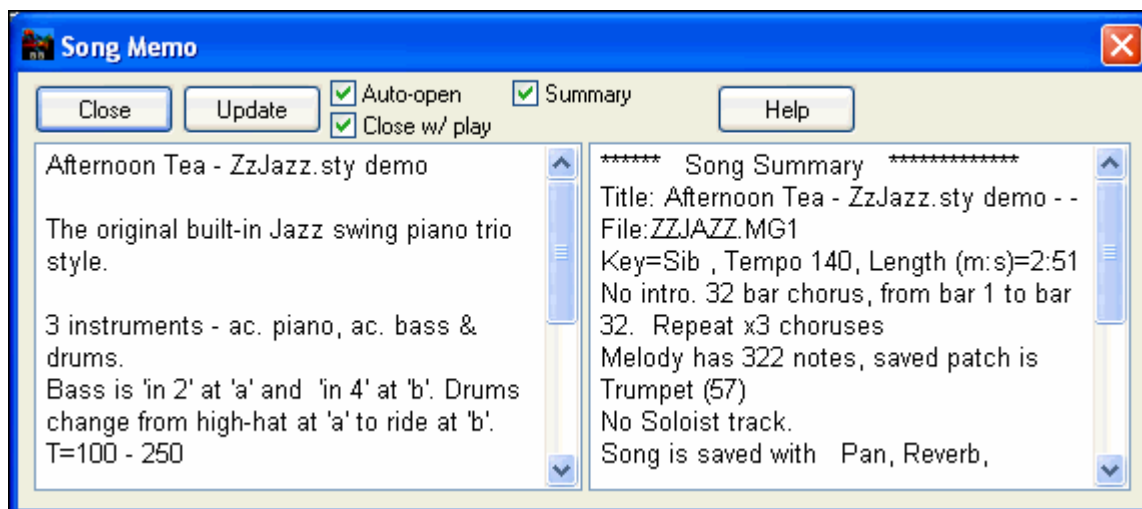 Song Memo
Close
Update
Auto-open
Close w/ play
Summary
Help
Afternoon Tea - ZzJazz.sty demo
The original built-in Jazz swing piano trio
style.
3 instruments - ac. piano, ac. bass &
drums.
Bass is 'in 2' at 'a' and  'in 4' at 'b'. Drums
change from high-hat at 'a' to ride at 'b'.
T=100 - 250
******   Song Summary   *************
Title: Afternoon Tea - ZzJazz.sty demo - -
File:ZZJAZZ.MG1
Key=Sib , Tempo 140, Length (m:s)=2:51
No intro. 32 bar chorus, from bar 1 to bar
32.  Repeat x3 choruses
Melody has 322 notes, saved patch is
Trumpet (57)
No Soloist track.
Song is saved with   Pan, Reverb,